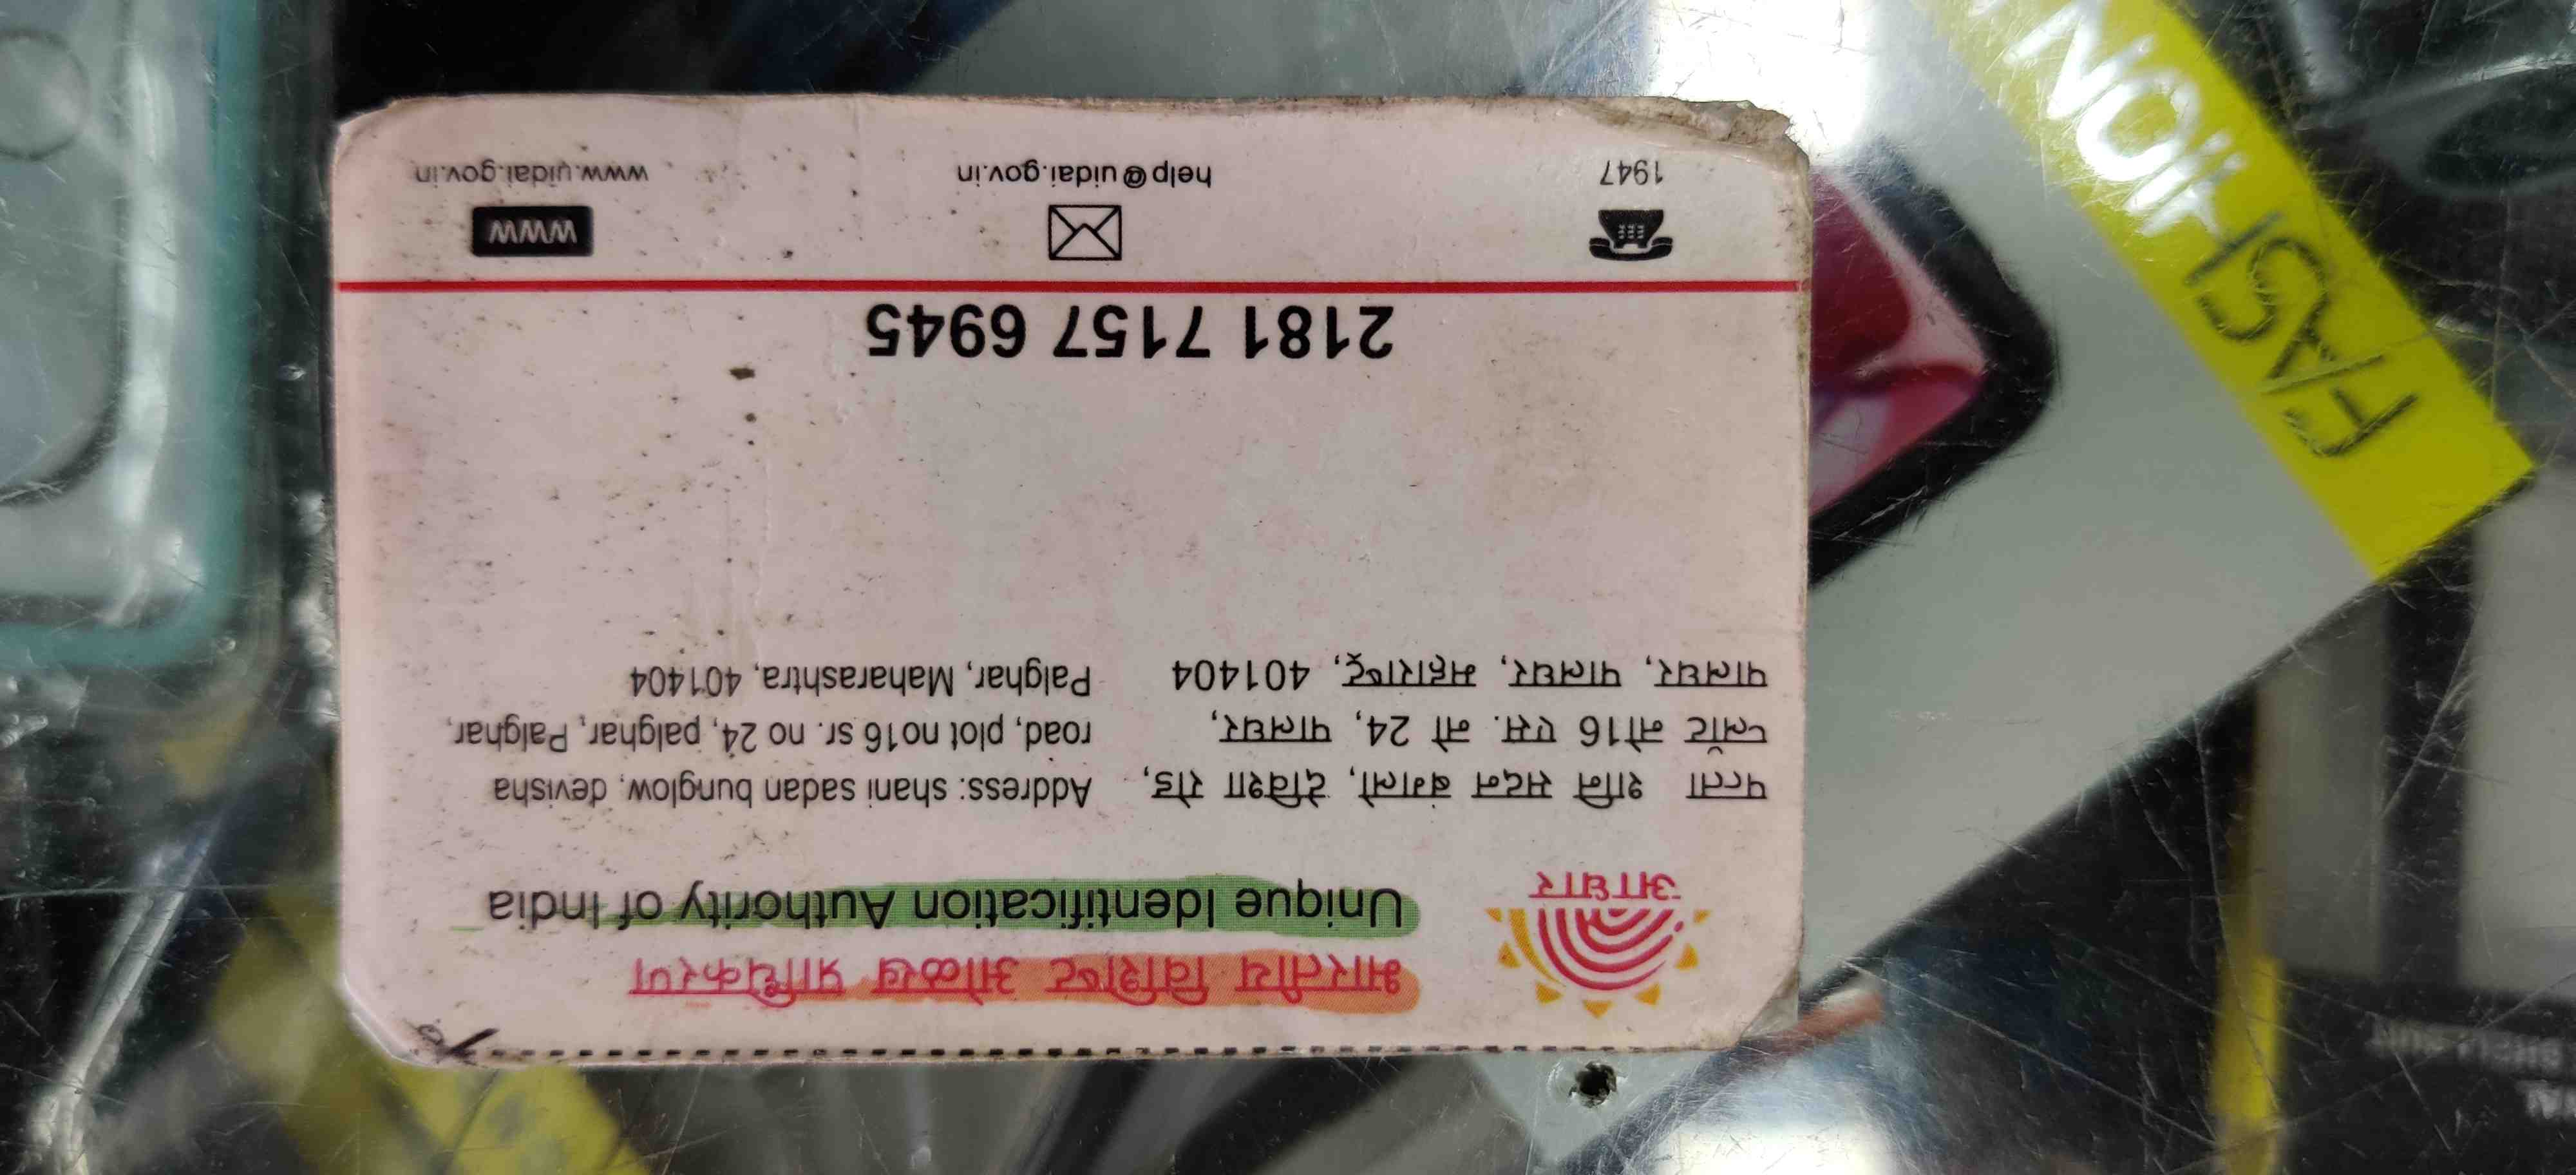 भारतीय विशिष्ट ओळख प्राधिकरण
Unique Identification Authority of India
आधार
पत्ता शनि सदन बंगलो, देविशा रोड,
प्लॉट नो16 एस. नो 24, पालघर,
पालघर, पालघर, महाराष्ट्र, 401404
Address: shani sadan bunglow, devisha
road, plot no16 sr. no 24, palghar, Palghar,
Palghar, Maharashtra, 401404
2181 7157 6945
1947
help@uidai.gov.in
WWW
www.uidai.gov.in
FASHION